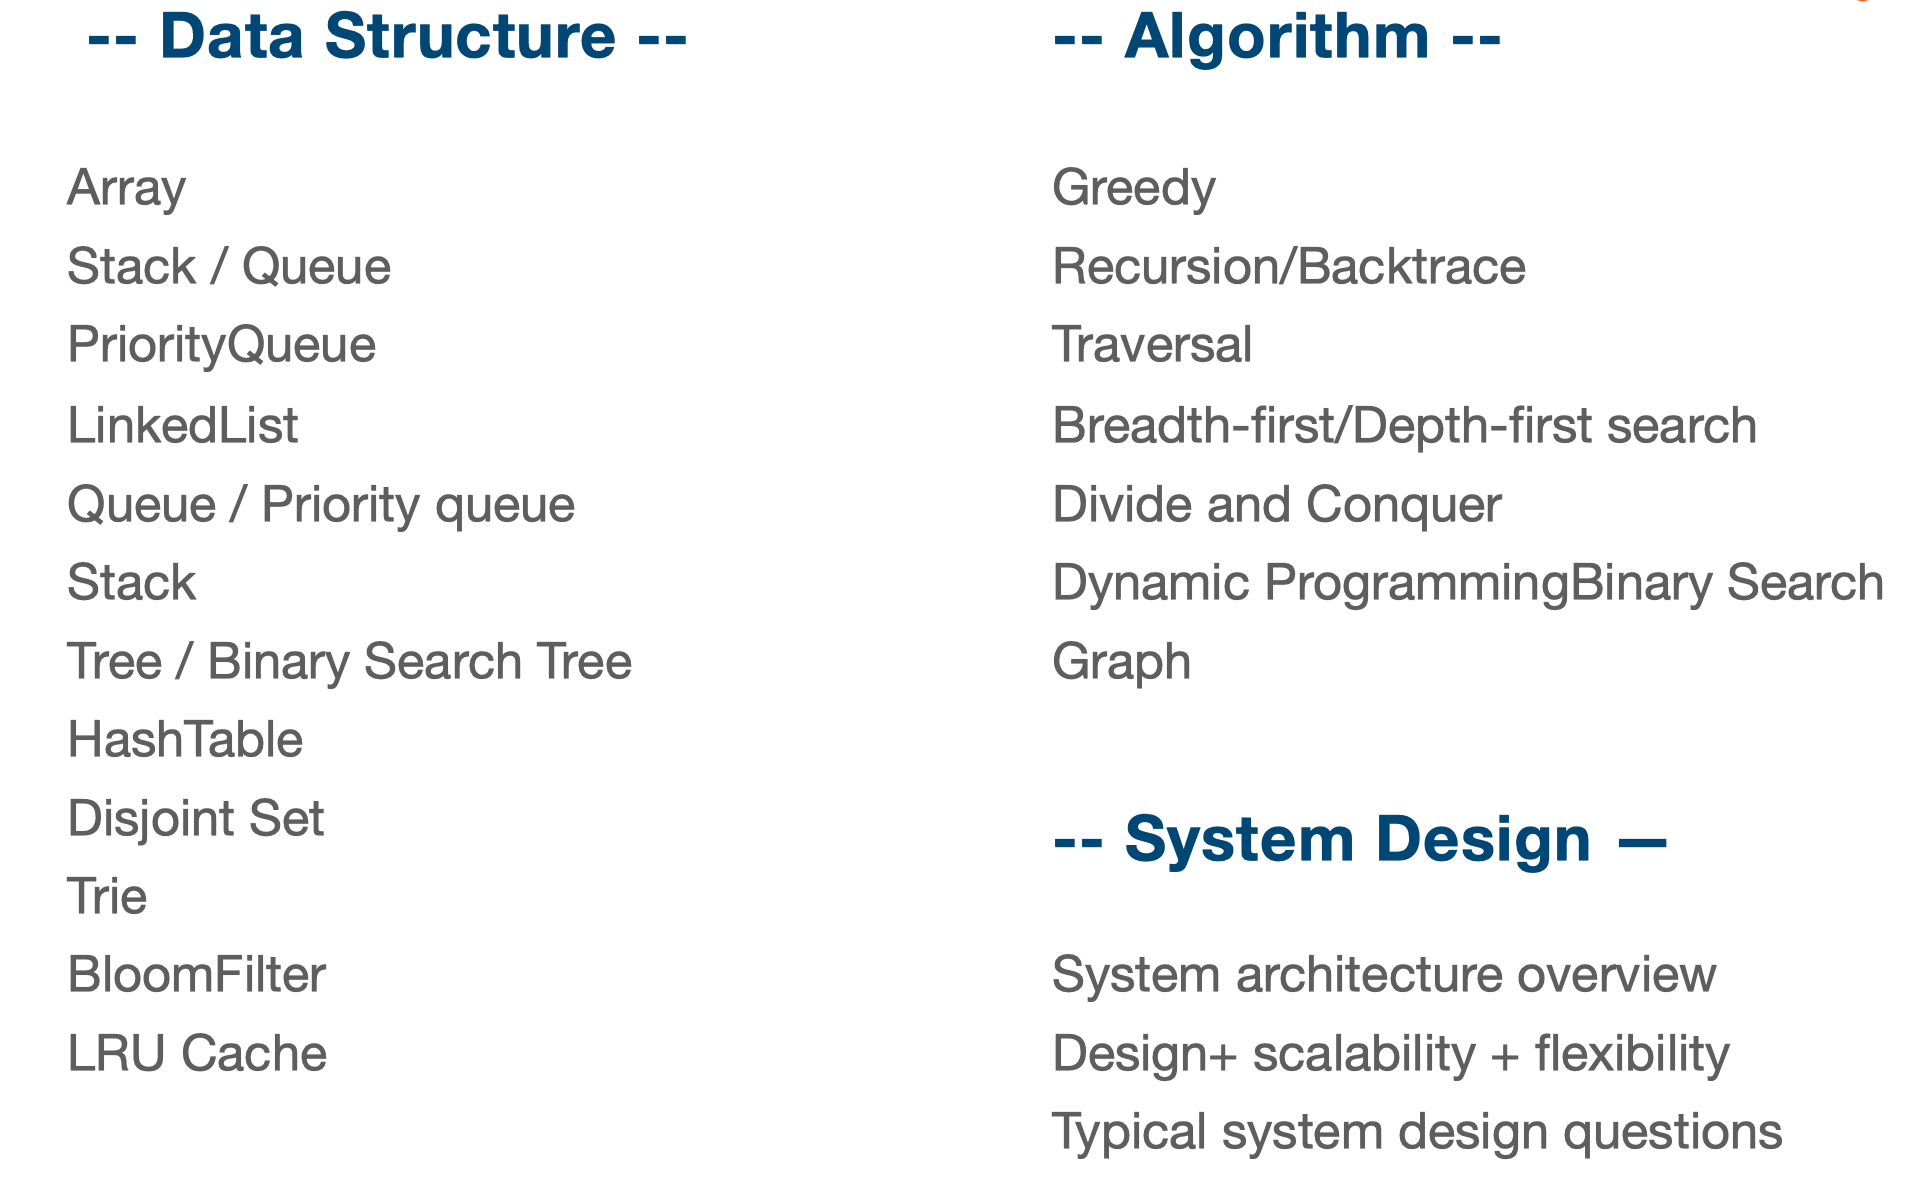 -- Data Structure --
Array
Stack / Queue
PriorityQueue
LinkedList
Queue / Priority queue
Stack
Tree / Binary Search Tree
HashTable
Disjoint Set
Trie
BloomFilter
LRU Cache
-- Algorithm --
Greedy
Recursion/Backtrace
Traversal
Breadth-first/Depth-first search
Divide and Conquer
Dynamic ProgrammingBinary Search
Graph
-- System Design —
System architecture overview
Design+ scalability + flexibility
Typical system design questions